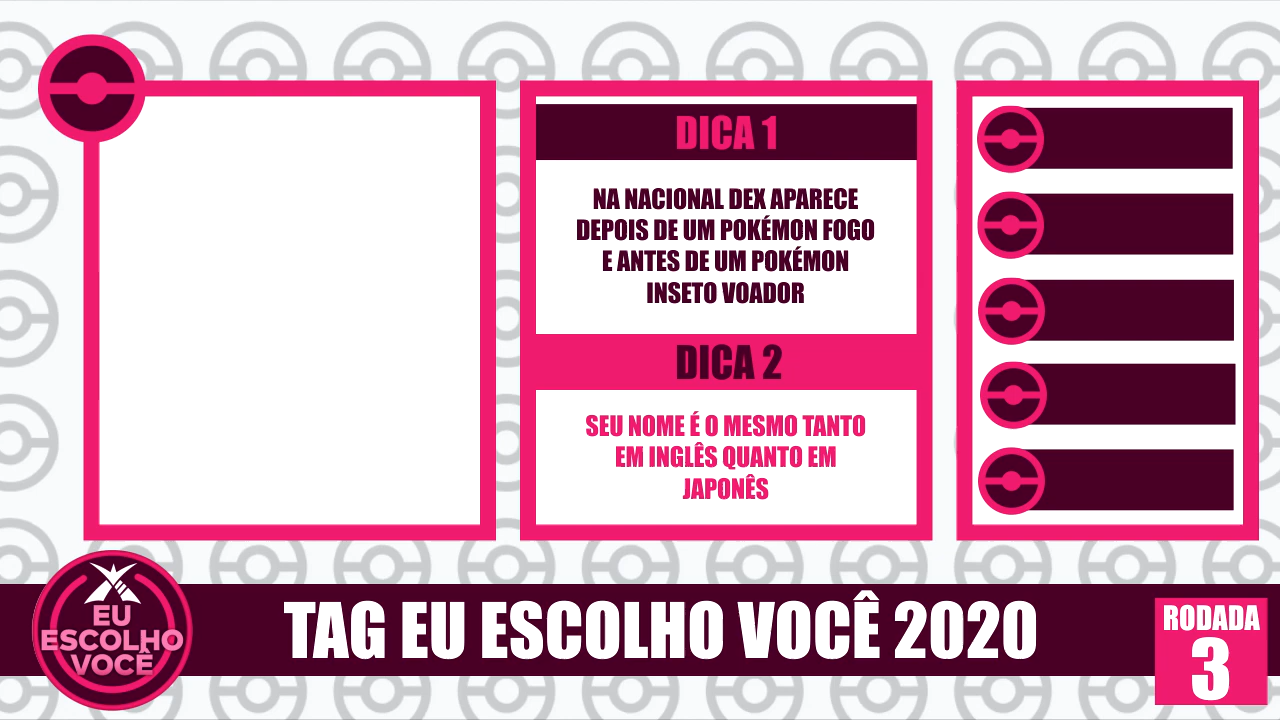 DICA 1
NA NACIONAL DEX APARECE
DEPOIS DE UM POKÉMON FOGO
E ANTES DE UM POKÉMON
INSETO VOADOR
DICA 2
SEU NOME É O MESMO TANTO
EM INGLÊS QUANTO EM
JAPONÊS
EU
ESCOLHO
VOCÊ
TAG EU ESCOLHO VOCÊ 2020
RODADA
3